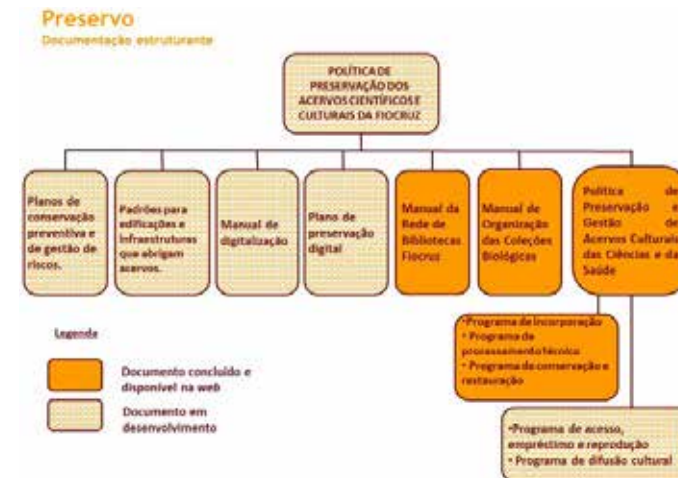 Preservo
Documentação estruturante
POLÍTICA DE
PRESERVAÇÃO DOS
ACERVOS CIENTÍFICOS E
CULTURAIS DA FIOCRUZ
Planos de
conservação
preventiva e
de gestão de
riscos.
Padrões para
edificações e
Infraestruturas
que abrigam
acervos.
Manual de
digitalização
Plano de
preservação
digital
Manual da
Rede de
Bibliotecas
Fiocruz
Manual de
Organização
das Coleções
Biológicas
Política de
Preservação e
Gestão de
Acervos Culturais
das Ciências e da
Saúde
•Programa de Incorporação
• Programa de
processamento técnico
• Programa de conservação e
restauração
Legenda
Documento concluído e
disponível na web
Documento em
desenvolvimento
•Programa de acesso,
empréstimo e reprodução
• Programa de difusão cultural